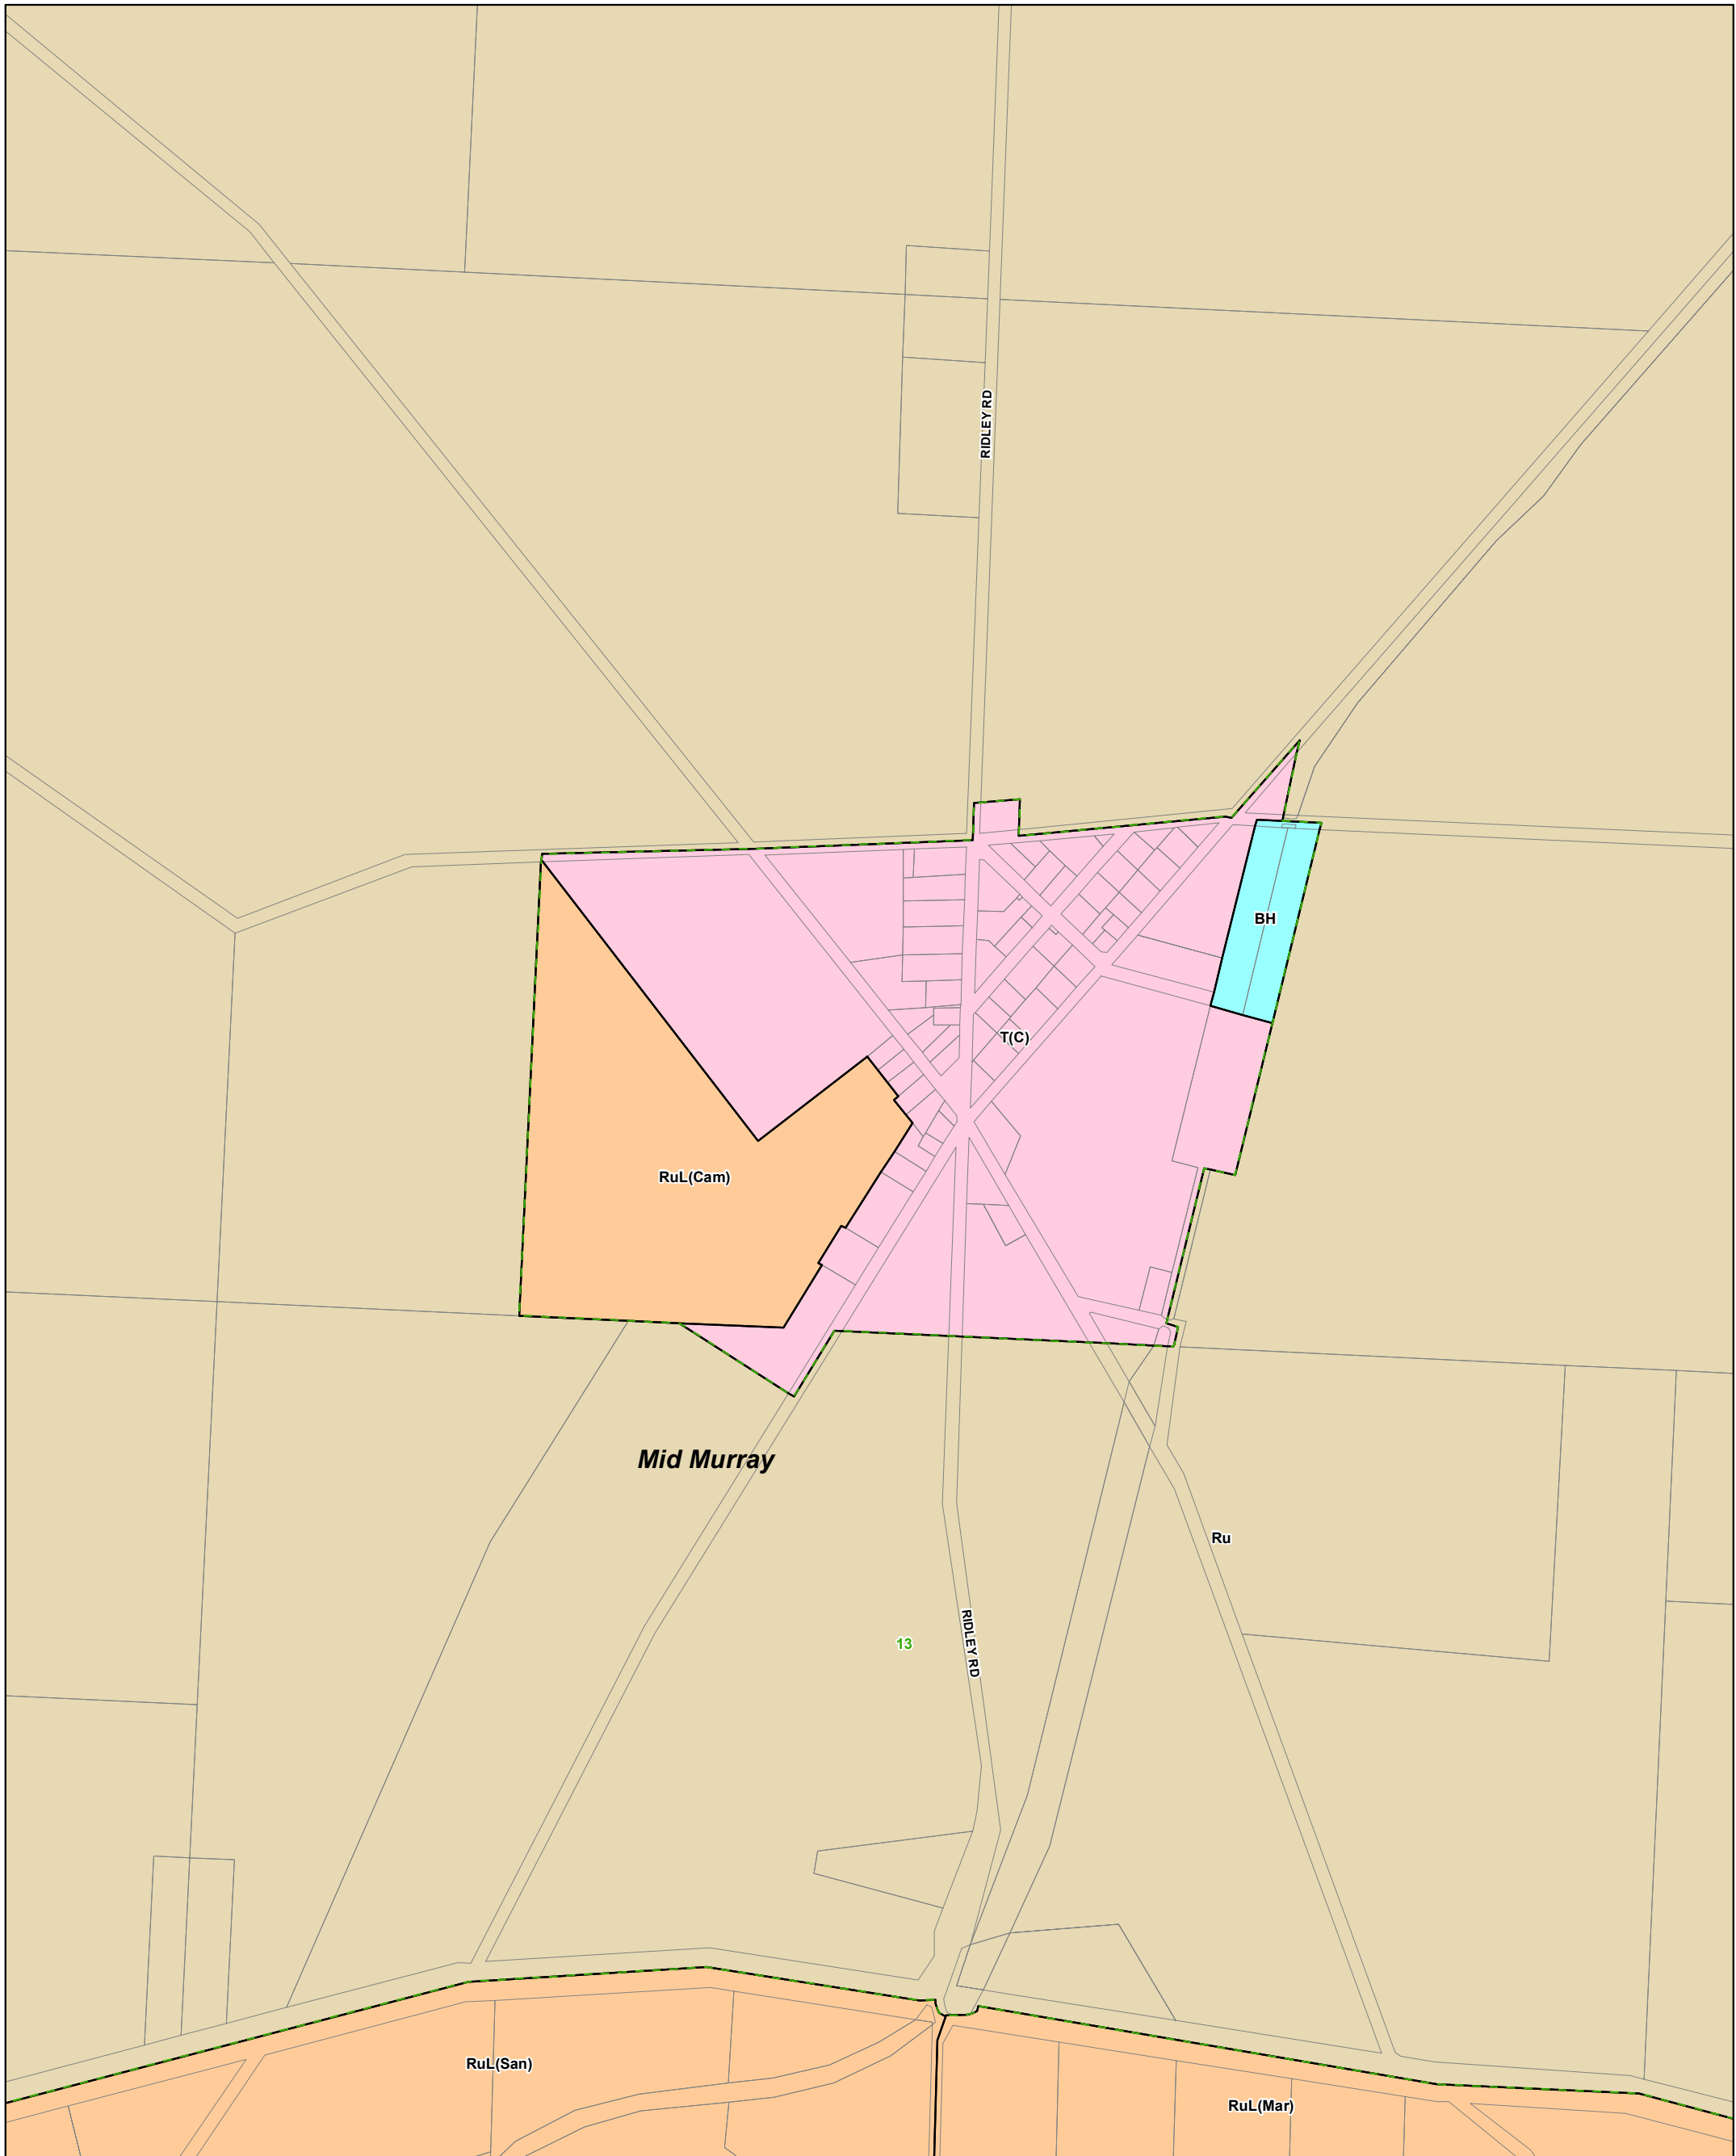 RIDLEY RD
BH
T(C)
RuL(Cam)
Mid Murray
Ru
13
RIDLEY RD
RuL(San)
RuL(Mar)